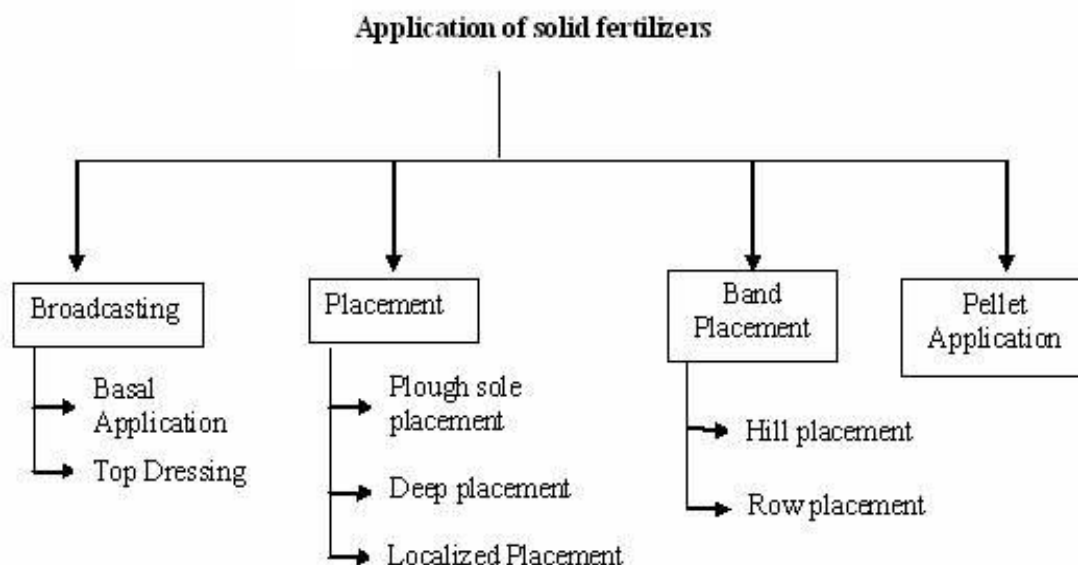 Application of solid fertilizers
Broadcasting
Basal
Application
Top Dressing
Placement
Plough sole
placement
Deep placement
Localized Placement
Band
Placement
Hill placement
Row placement
Pellet
Application